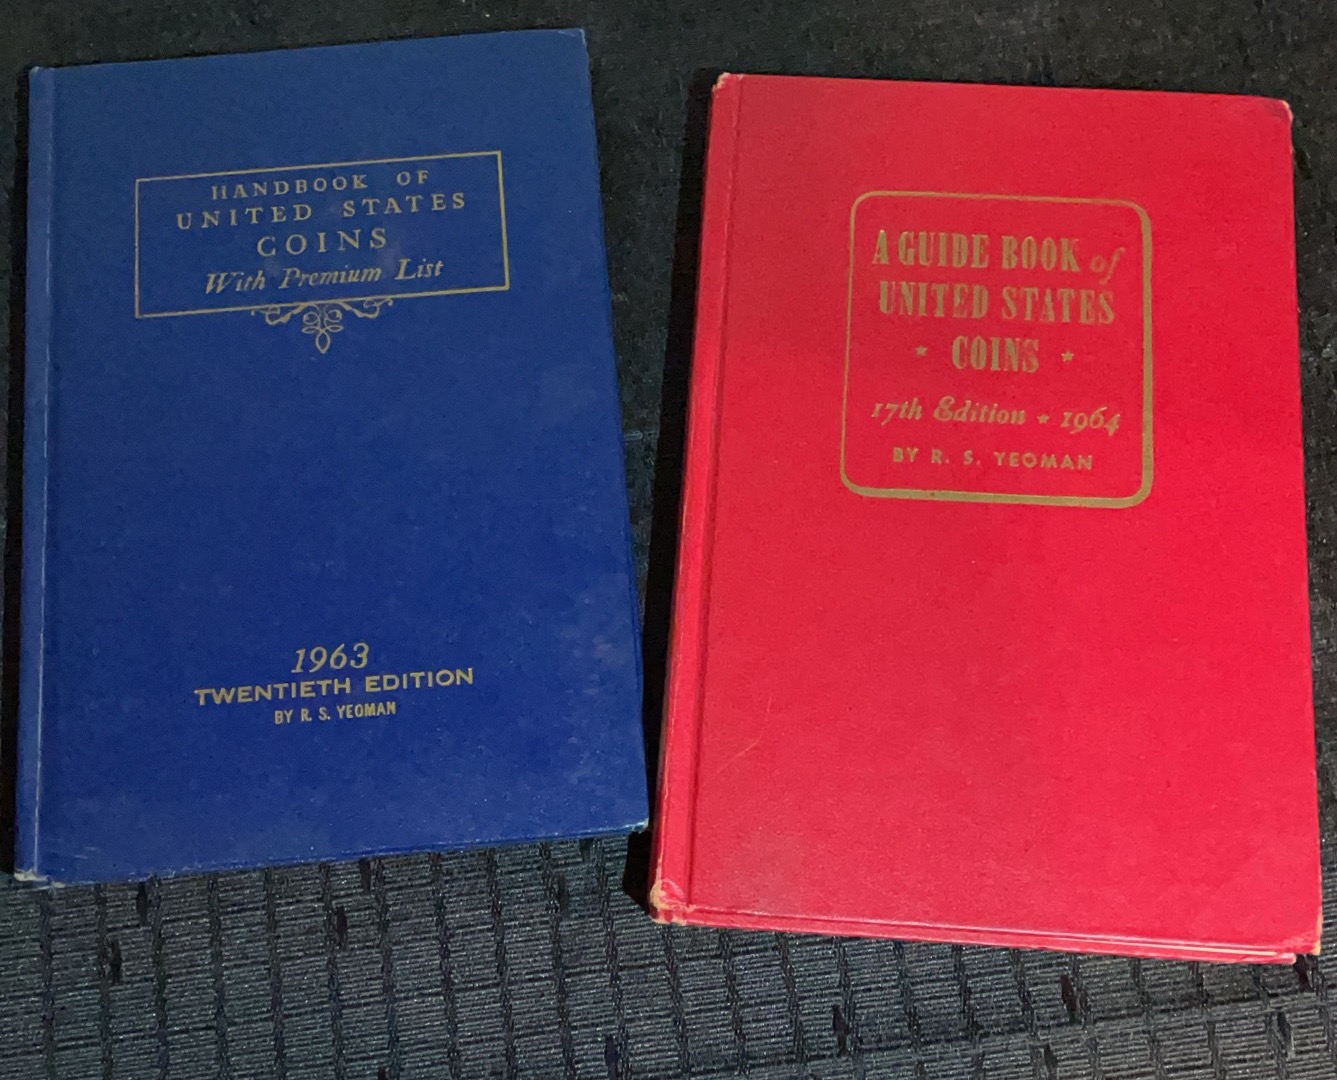 HANDBOOK OF
UNITED STATES
COINS
With Premium List
1963
TWENTIETH EDITION
BY R. S. YEOMAN
A GUIDE BOOK of
UNITED STATES
★ COINS ★
17th Edition ★ 1964
BY R. S. YEOMAN